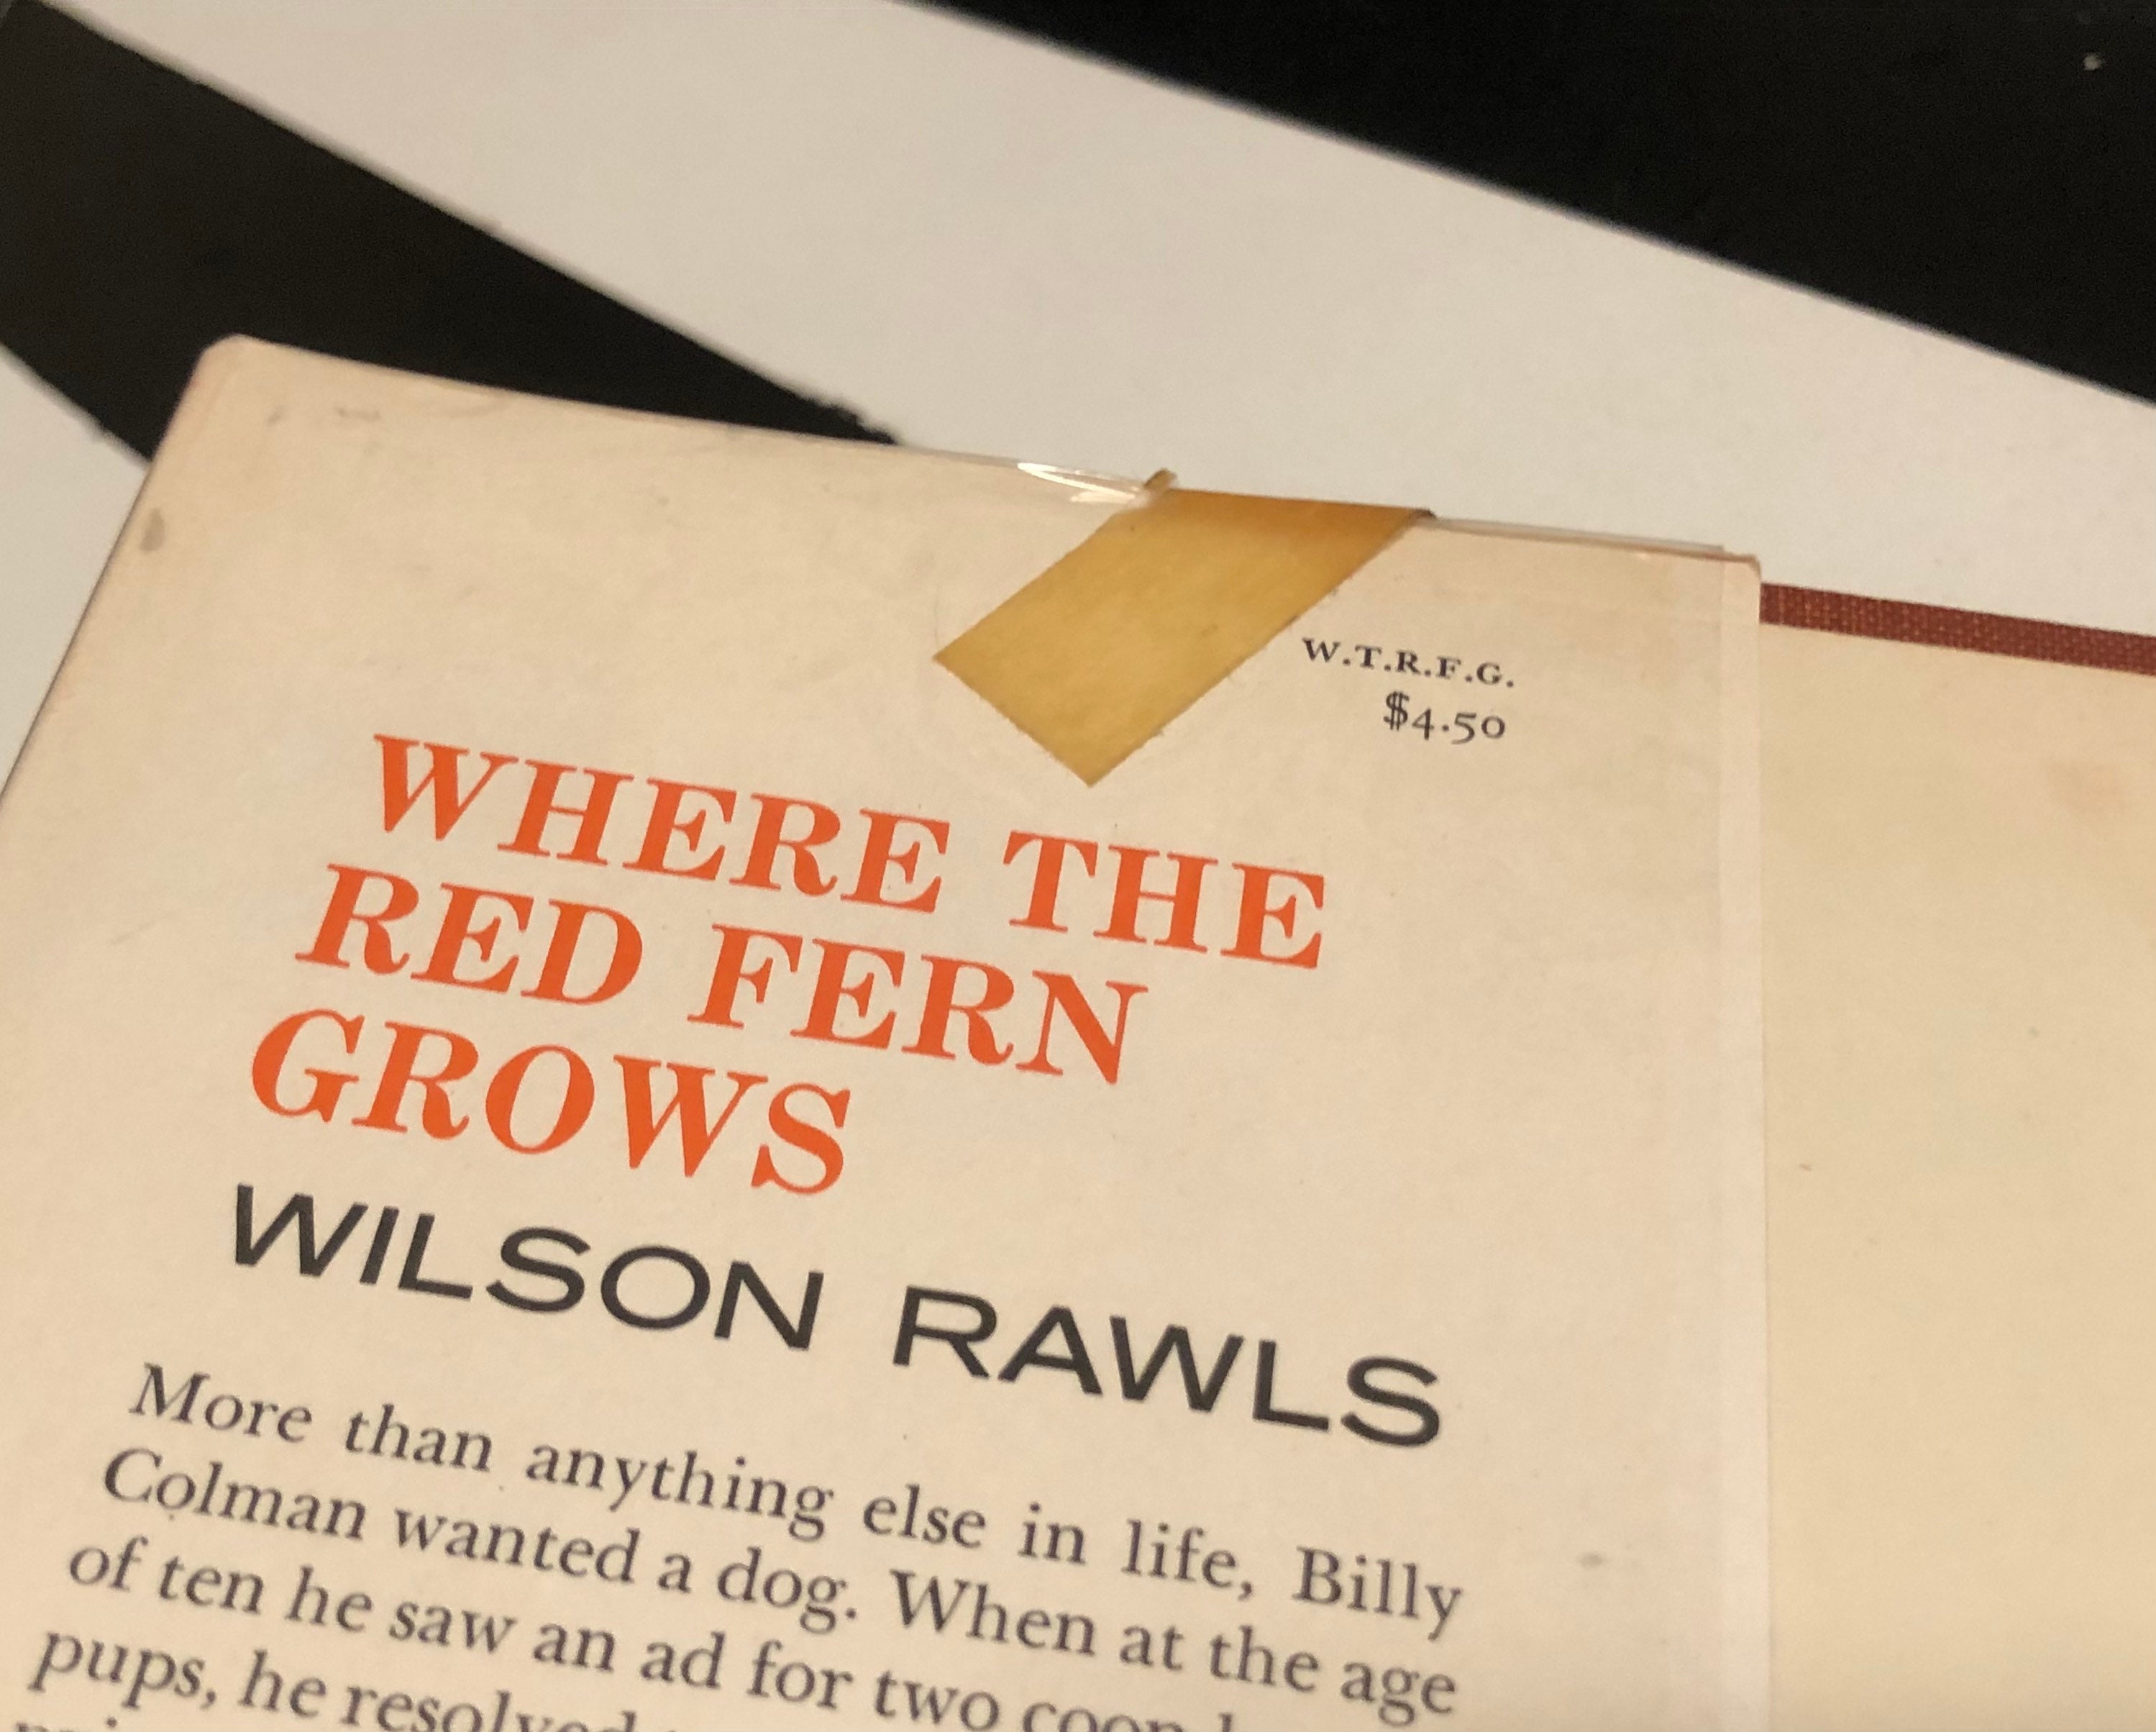 W.T.R.F.G.
$4.50
WHERE THE
RED FERN
GROWS
WILSON RAWLS
More than anything else in life, Billy
Colman wanted a dog. When at the age
of ten he saw an ad for two
pups, he resolved